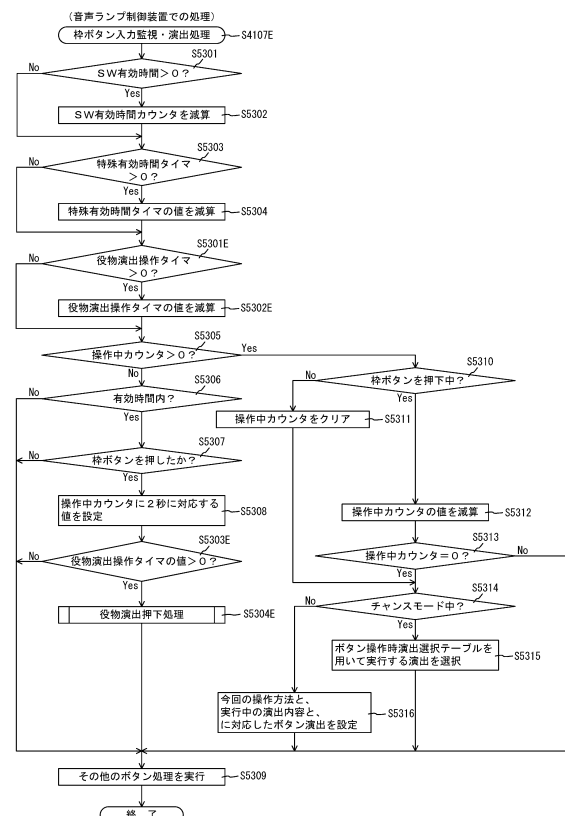 (音声ランプ制御装置での処理)
枠ボタン入力監視・演出処理
S4107E
S5301
SW有効時間>0?
No
Yes
SW有効時間カウンタを減算
S5302
S5303
特殊有効時間タイマ
>0?
No
Yes
特殊有効時間タイマの値を減算
S5304
S5301E
役物演出操作タイマ
>0?
No
Yes
役物演出操作タイマの値を減算
S5302E
S5305
操作中カウンタ>0?
Yes
No
S5306
有効時間内?
No
Yes
S5307
枠ボタンを押したか?
No
Yes
操作中カウンタに2秒に対応する
値を設定
S5308
S5303E
役物演出操作タイマの値>0?
No
Yes
役物演出押下処理
S5304E
S5310
枠ボタンを押下中?
No
Yes
操作中カウンタをクリア
S5311
操作中カウンタの値を減算
S5312
S5313
操作中カウンタ=0?
No
Yes
S5314
チャンスモード中?
No
Yes
ボタン操作時演出選択テーブルを
用いて実行する演出を選択
S5315
今回の操作方法と、
実行中の演出内容と、
に対応したボタン演出を設定
S5316
その他のボタン処理を実行
S5309
終 了